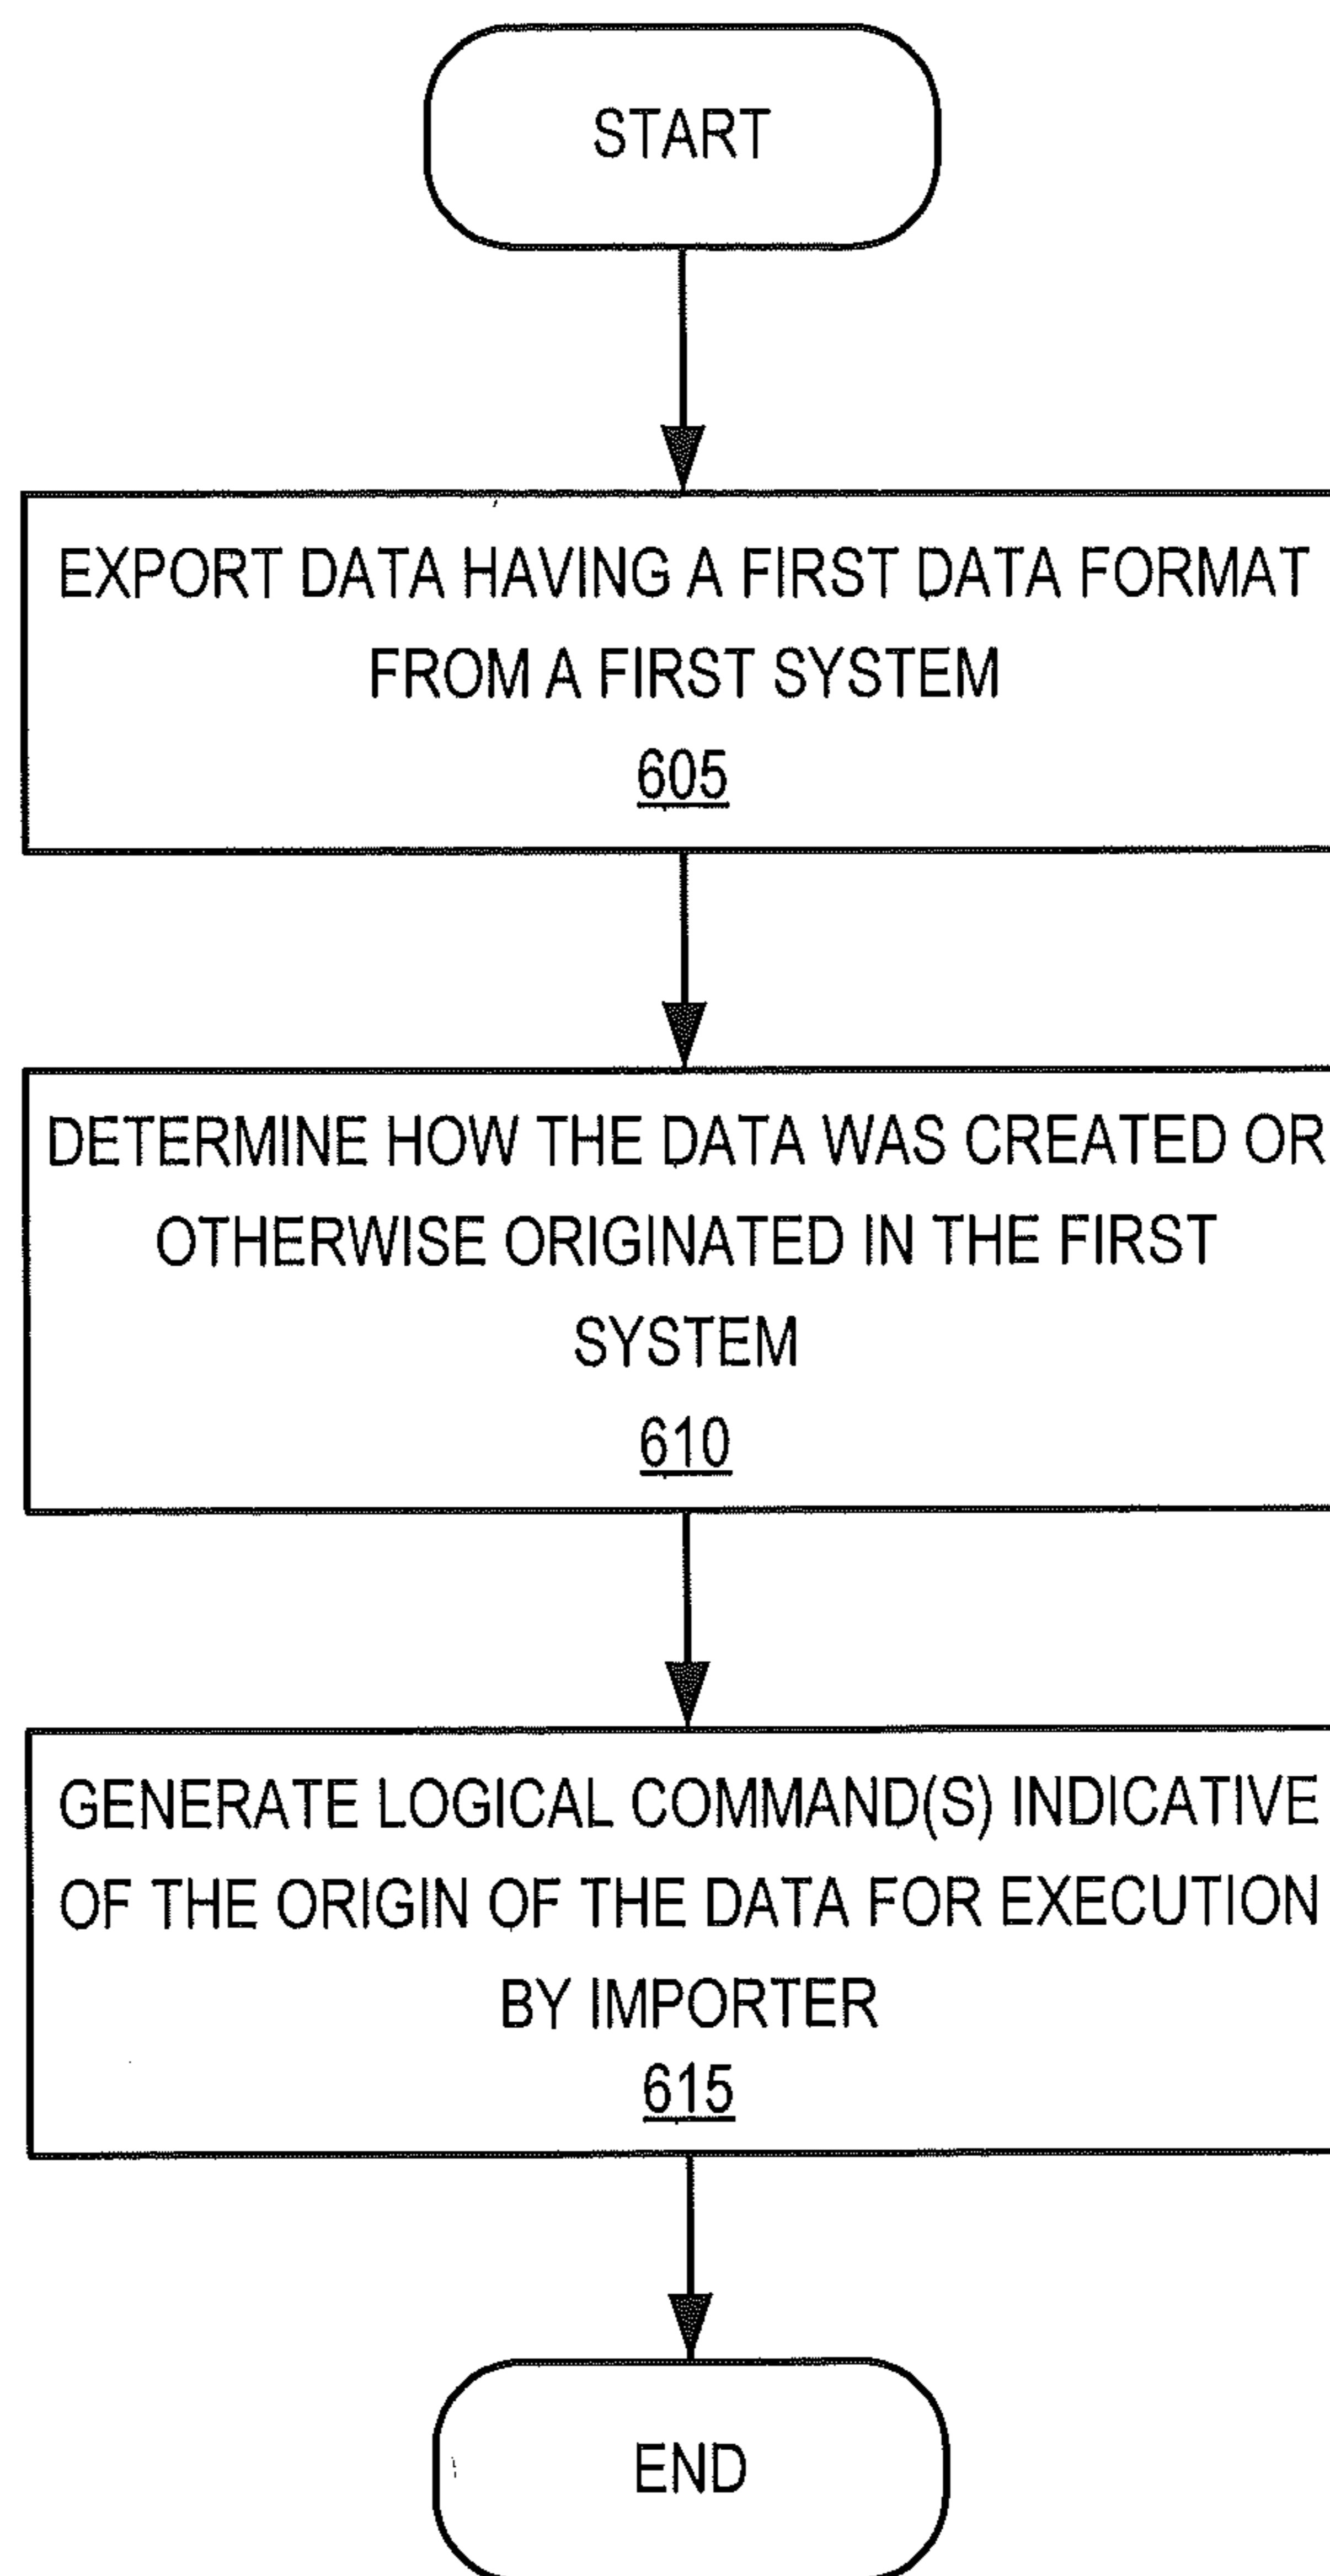 START
EXPORT DATA HAVING A FIRST DATA FORMAT
FROM A FIRST SYSTEM
605
DETERMINE HOW THE DATA WAS CREATED OR
OTHERWISE ORIGINATED IN THE FIRST
SYSTEM
610
GENERATE LOGICAL COMMAND(S) INDICATIVE
OF THE ORIGIN OF THE DATA FOR EXECUTION
BY IMPORTER
615
END